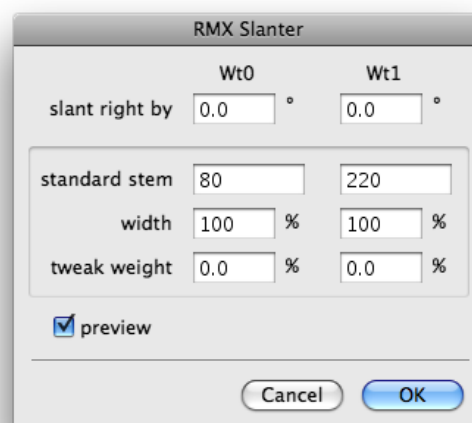 RMX Slanter
Wt0 Wt1
slant right by 0.0 ° 0.0 °
standard stem 80 220
width 100 % 100 %
tweak weight 0.0 % 0.0 %
preview
Cancel OK